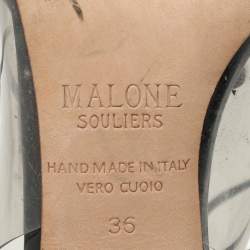 MALONE
SOULIERS
HAND MADE IN ITALY
VERO CUOIO
36